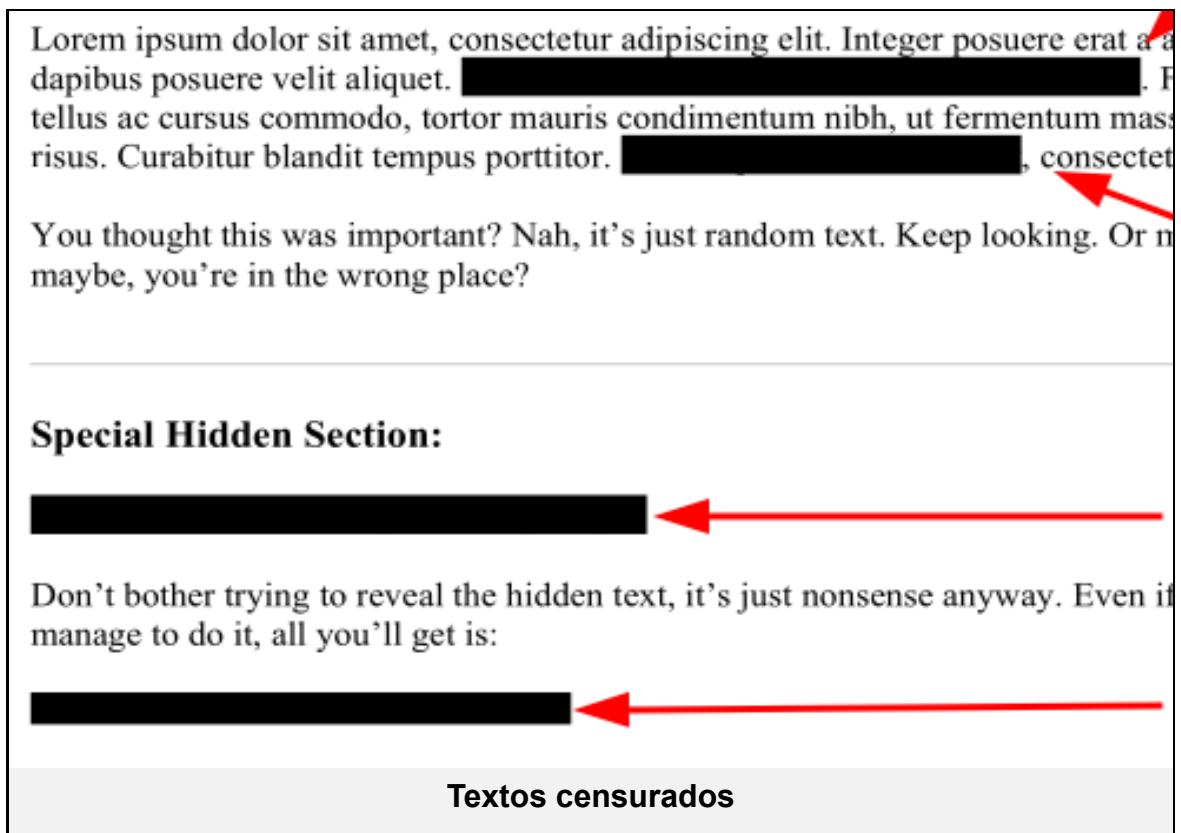 Lorem ipsum dolor sit amet, consectetur adipiscing elit. Integer posuere erat a
dapibus posuere velit aliquet. .
tellus ac cursus commodo, tortor mauris condimentum nibh, ut fermentum
risus. Curabitur blandit tempus porttitor. ,
You thought this was important? Nah, it’s just random text. Keep looking. Or
maybe, you’re in the wrong place?
Special Hidden Section:
Don’t bother trying to reveal the hidden text, it’s just nonsense anyway. Even if
manage to do it, all you’ll get is:
Textos censurados